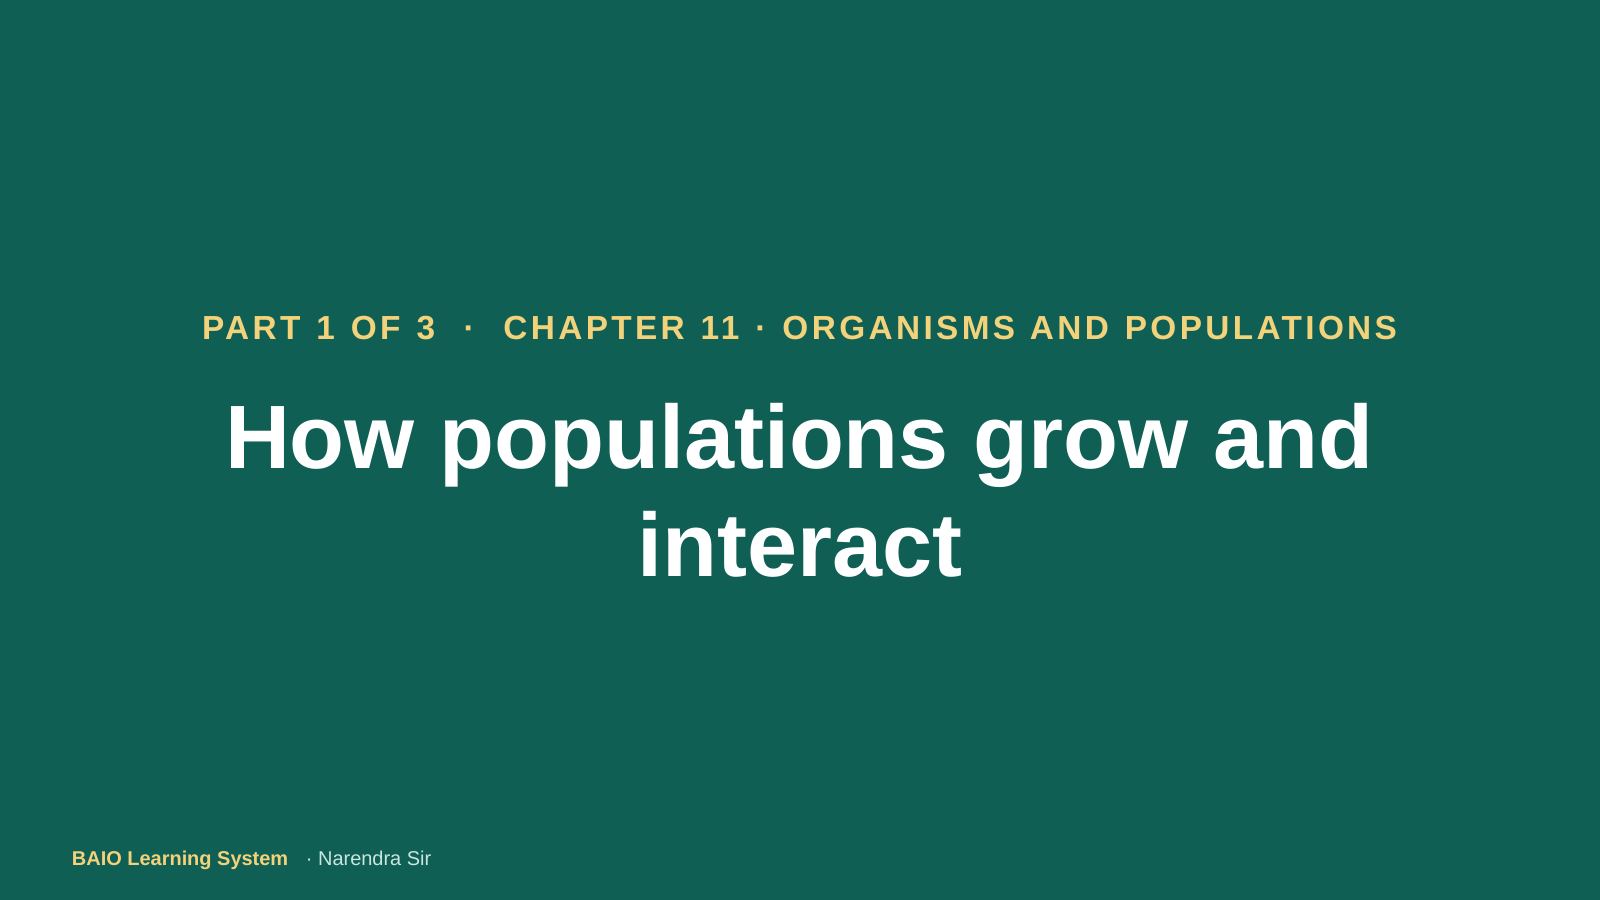 PART 1 OF 3 · CHAPTER 11 · ORGANISMS AND POPULATIONS
How populations grow and
interact
BAIO Learning System · Narendra Sir